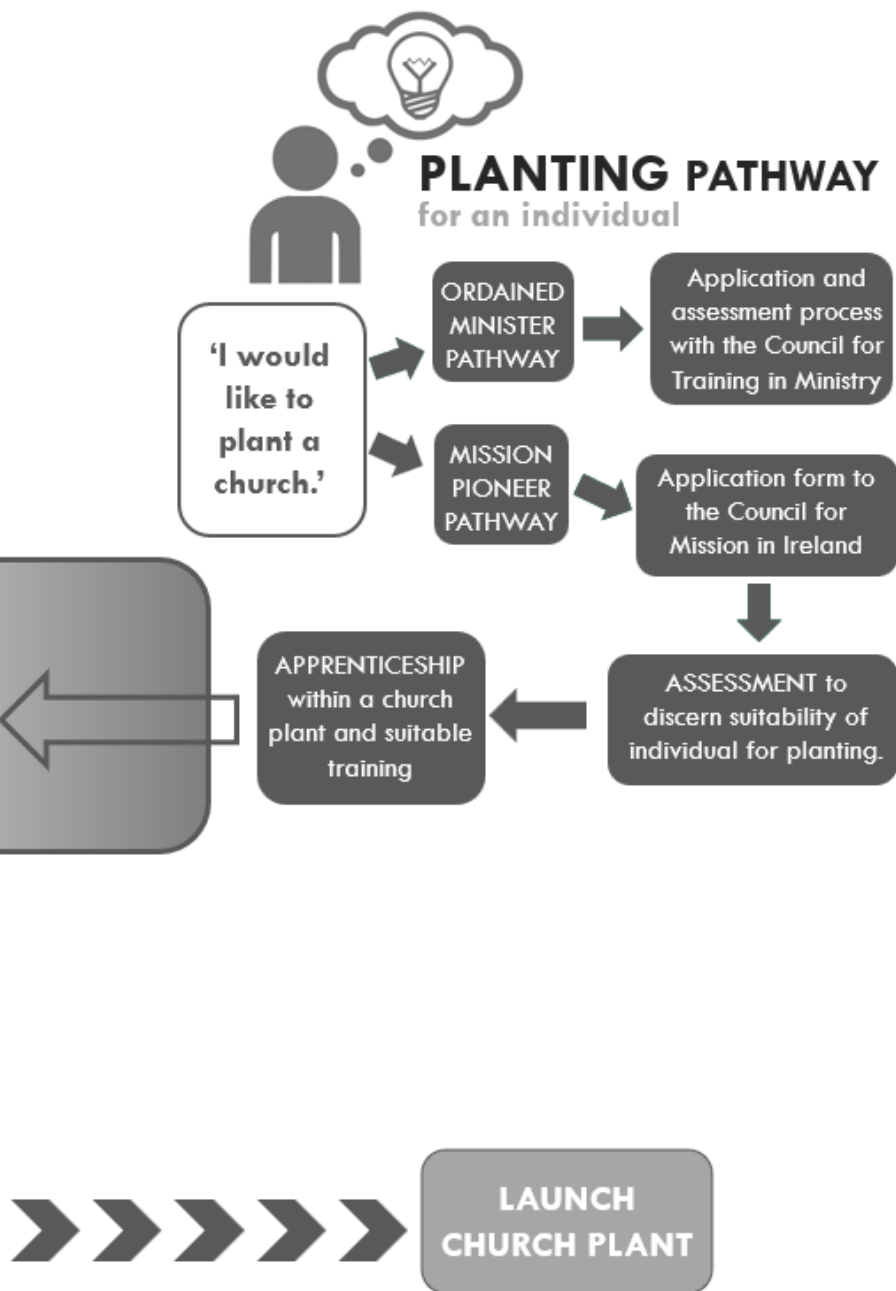 PLANTING PATHWAY
for an individual
'I would
like to
plant a
church.'
ORDAINED
MINISTER
PATHWAY
Application and
assessment process
with the Council for
Training in Ministry
MISSION
PIONEER
PATHWAY
Application form to
the Council for
Mission in Ireland
ASSESSMENT to
discern suitability of
individual for planting.
APPRENTICESHIP
within a church
plant and suitable
training
LAUNCH
CHURCH PLANT